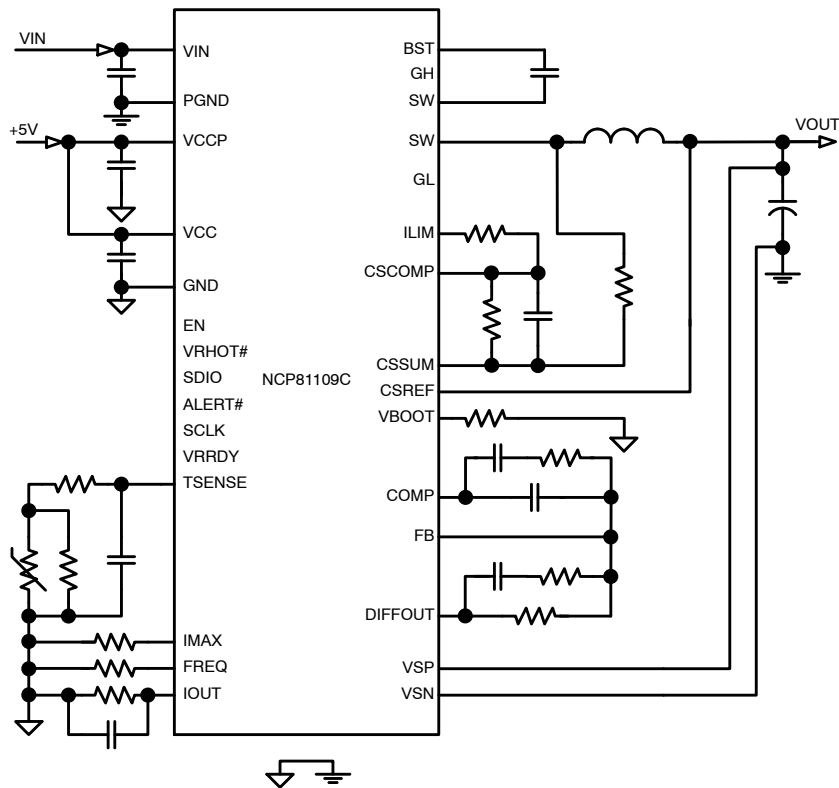 VIN
VIN
PGND
+5V
VCCP
VCC
GND
EN
VRHOT#
SDIO
ALERT#
SCLK
VRRDY
TSENSE
IMAX
FREQ
IOUT
NCP81109C
BST
GH
SW
SW
VOUT
GL
ILIM
CSCOMP
CSSUM
CSREF
VBOOT
COMP
FB
DIFFOUT
VSP
VSN